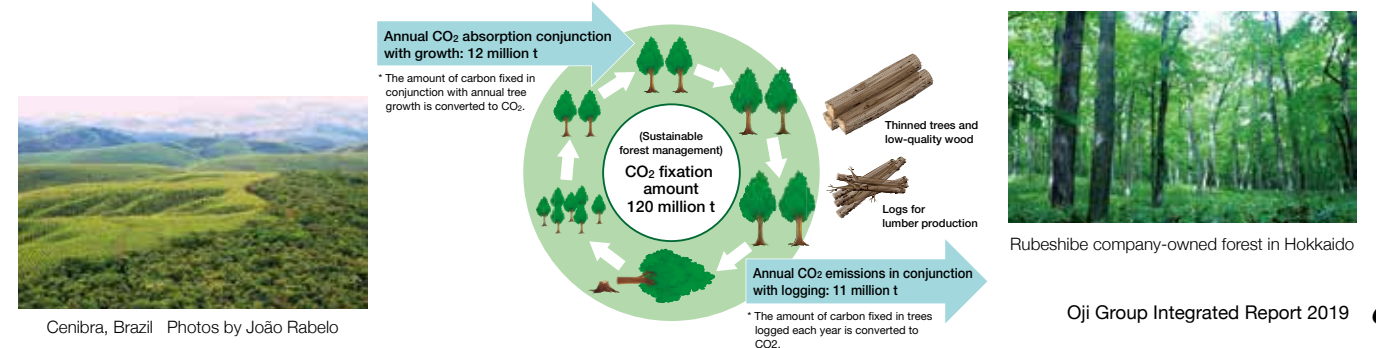 Annual CO₂ absorption conjunction
with growth: 12 million t
* The amount of carbon fixed in
conjunction with annual tree
growth is converted to CO₂.
(Sustainable
forest management)
CO₂ fixation
amount
120 million t
Thinned trees and
low-quality wood
Logs for
lumber production
Annual CO₂ emissions in conjunction
with logging: 11 million t
* The amount of carbon fixed in trees
logged each year is converted to
CO2.
Cenibra, Brazil Photos by João Rabelo
Rubeshibe company-owned forest in Hokkaido
Oji Group Integrated Report 2019